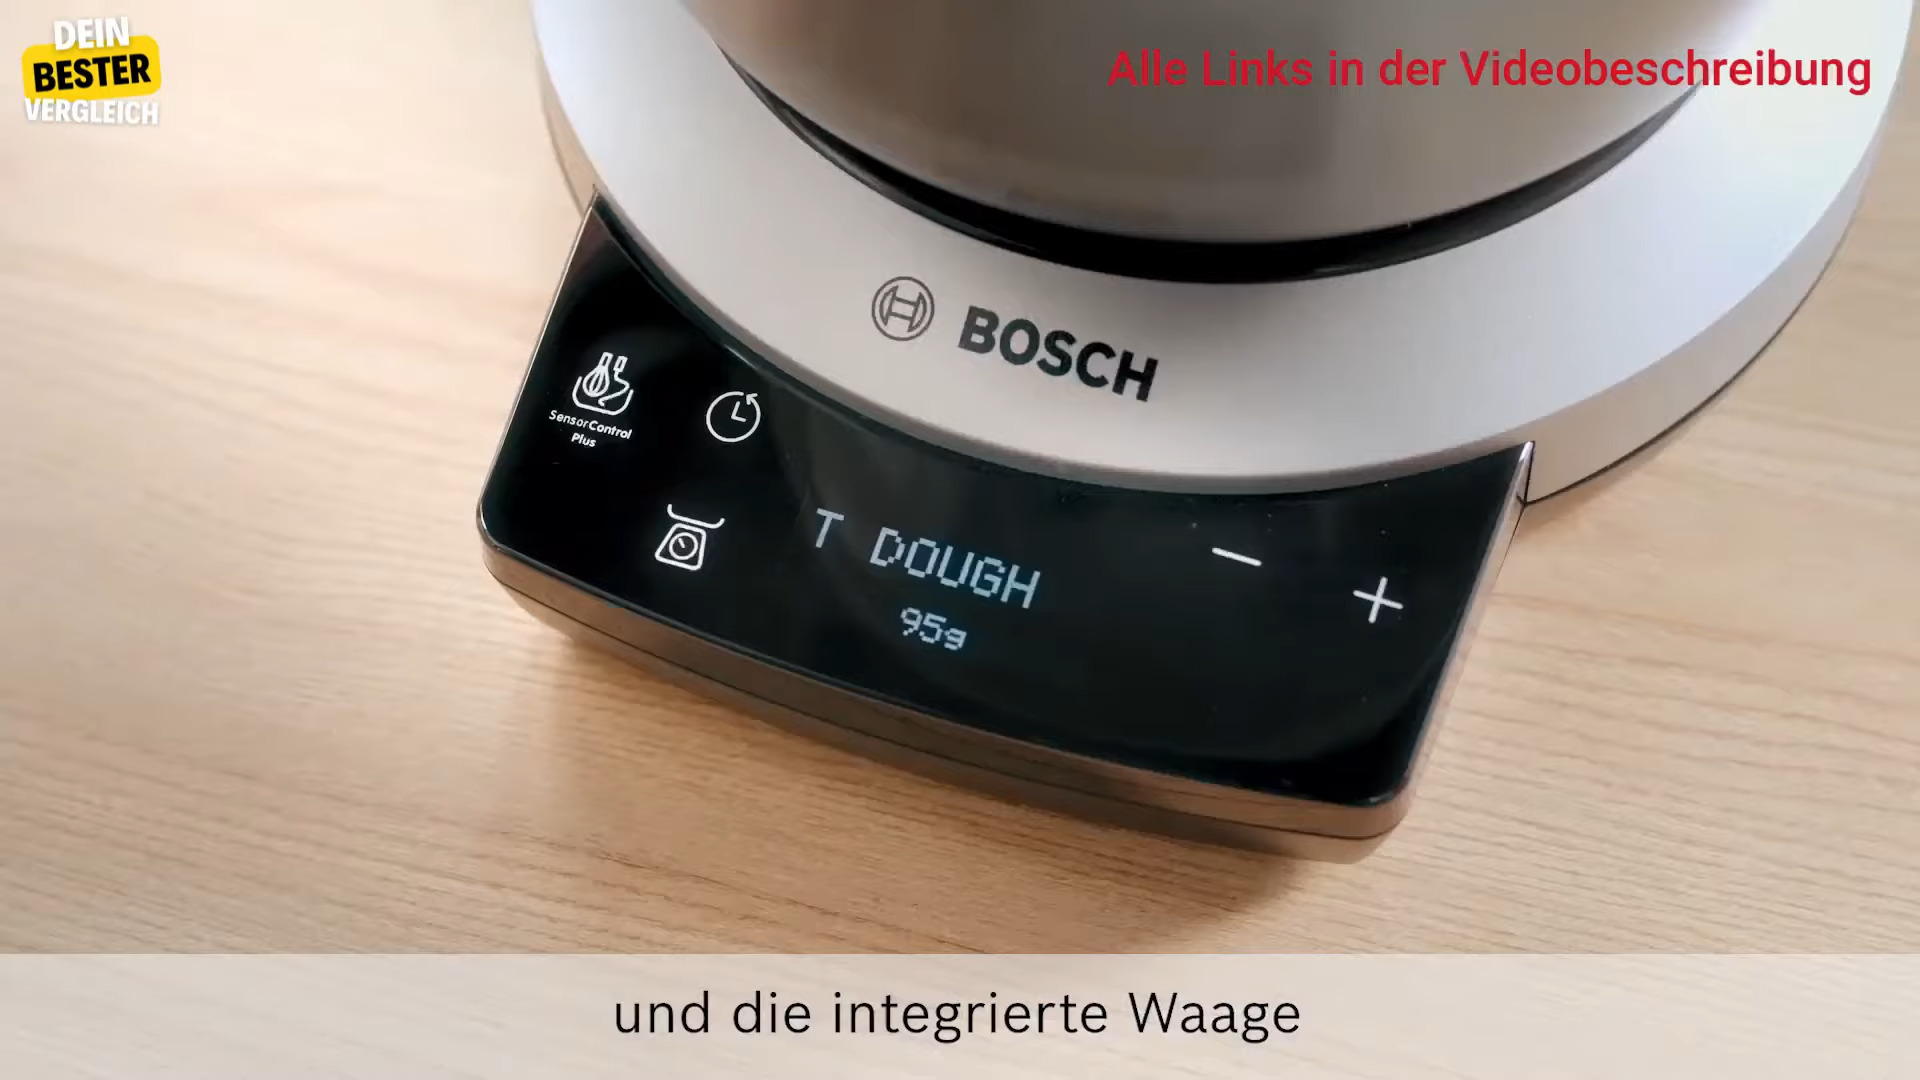 DEIN
BESTER
VERGLEICH
Alle Links in der Videobeschreibung
BOSCH
SensorControl
Plus
T DOUGH
95g
und die integrierte Waage